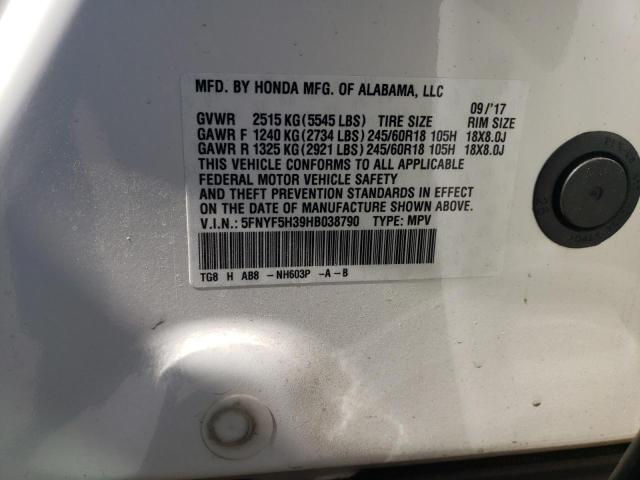 MFD. BY HONDA MFG. OF ALABAMA, LLC
09/'17
GVWR 2515 KG (5545 LBS) TIRE SIZE RIM SIZE
GAWR F 1240 KG (2734 LBS) 245/60R18 105H 18X8.0J
GAWR R 1325 KG (2921 LBS) 245/60R18 105H 18X8.0J
THIS VEHICLE CONFORMS TO ALL APPLICABLE
FEDERAL MOTOR VEHICLE SAFETY
AND THEFT PREVENTION STANDARDS IN EFFECT
ON THE DATE OF MANUFACTURE SHOWN ABOVE.
V.I.N.: 5FNYF5H39HB038790 TYPE: MPV
TG8 H AB8 -NH603P -A-B